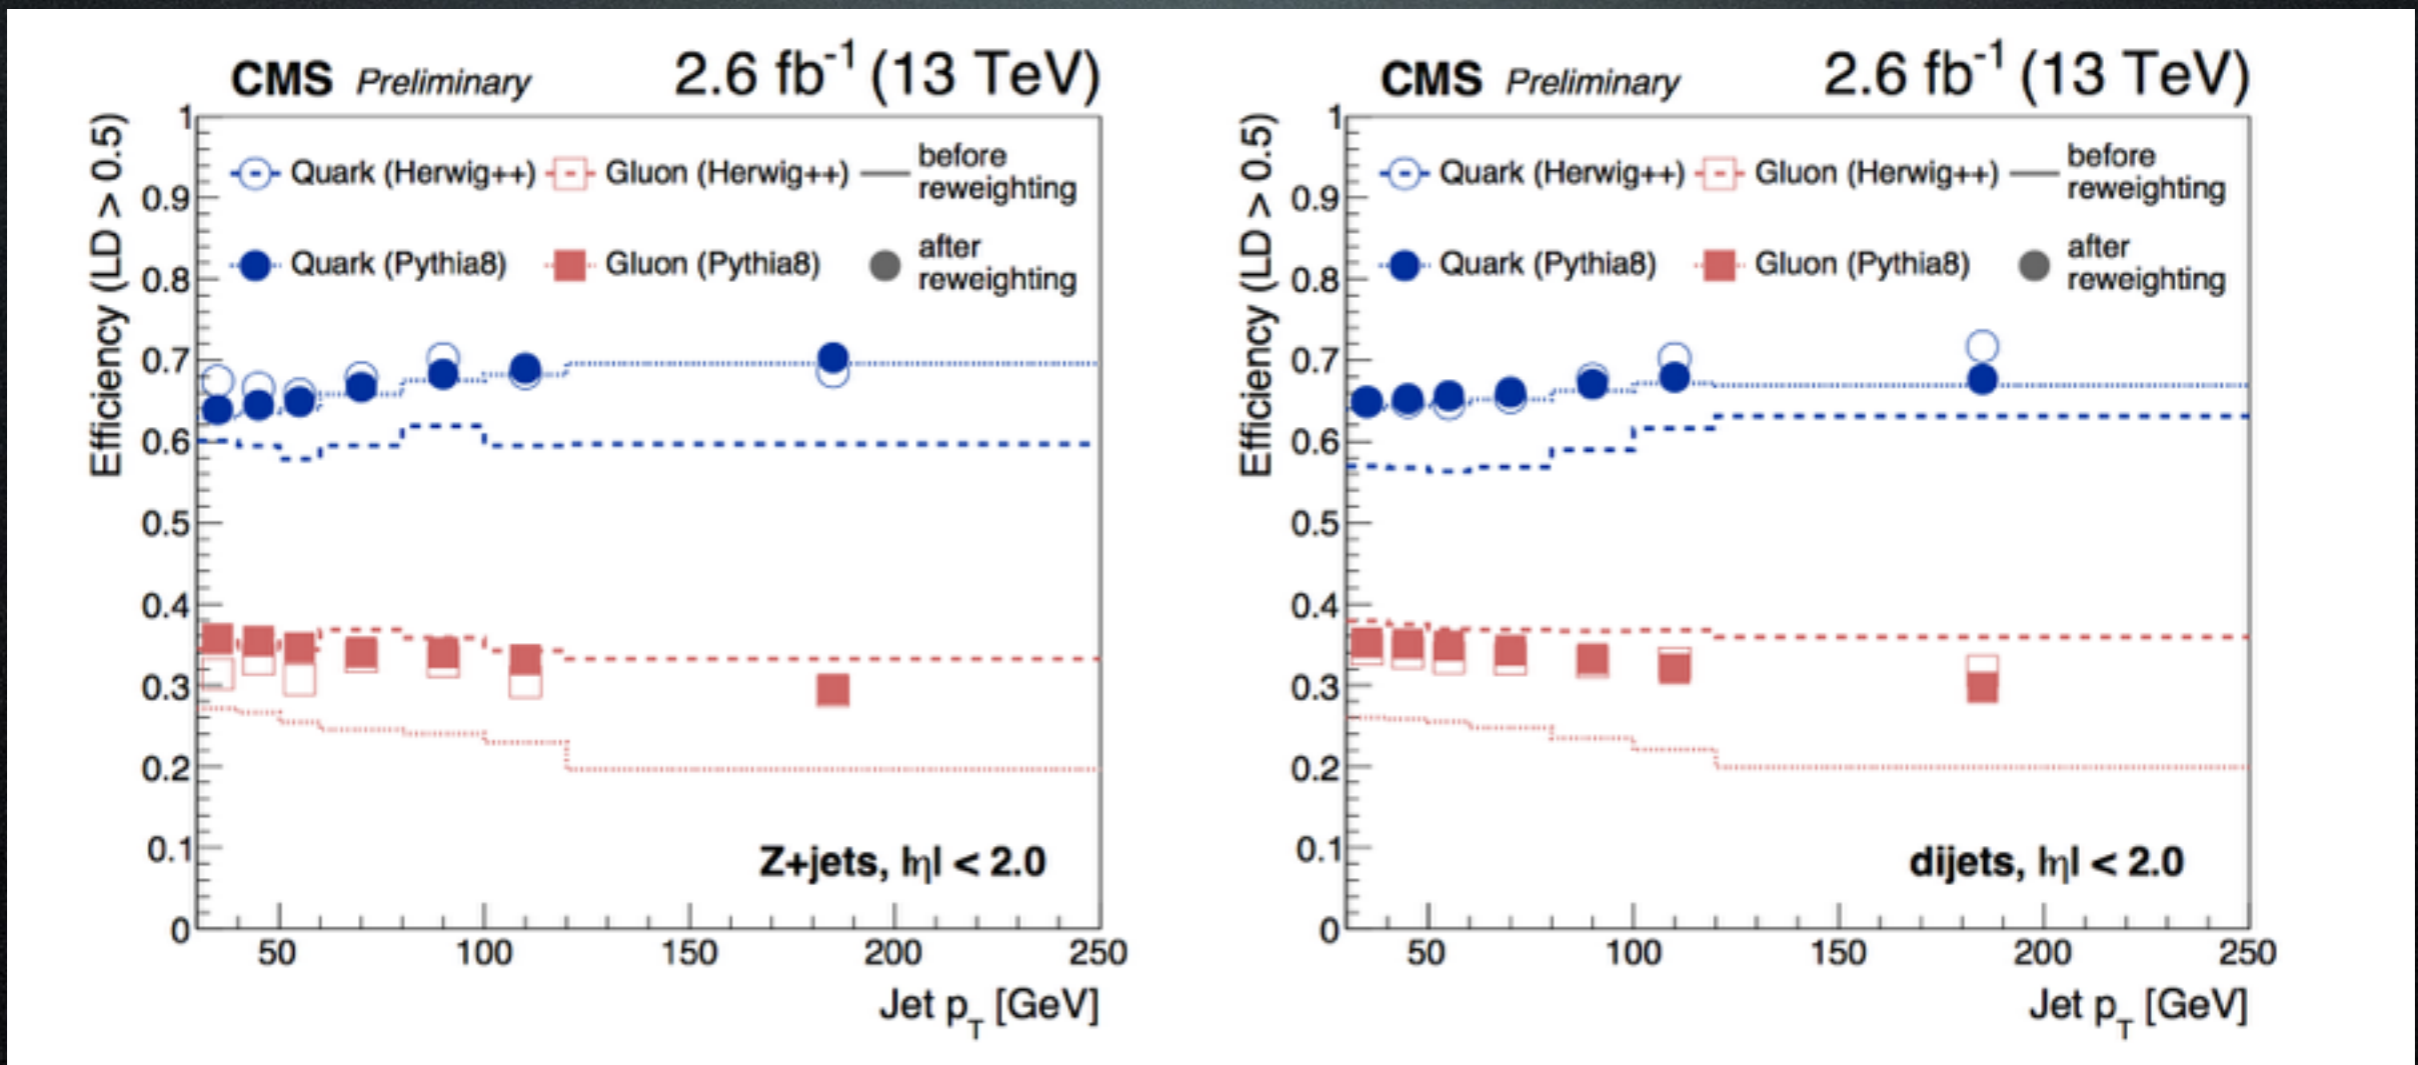 CMS Preliminary 2.6 fb⁻¹ (13 TeV)
Efficiency (LD > 0.5)
1
0.9
0.8
0.7
0.6
0.5
0.4
0.3
0.2
0.1
0
Quark (Herwig++) Gluon (Herwig++) before
reweighting
Quark (Pythia8) Gluon (Pythia8) after
reweighting
Z+jets, |η| < 2.0
50 100 150 200 250
Jet p_T [GeV]
CMS Preliminary 2.6 fb⁻¹ (13 TeV)
Efficiency (LD > 0.5)
1
0.9
0.8
0.7
0.6
0.5
0.4
0.3
0.2
0.1
0
Quark (Herwig++) Gluon (Herwig++) before
reweighting
Quark (Pythia8) Gluon (Pythia8) after
reweighting
dijets, |η| < 2.0
50 100 150 200 250
Jet p_T [GeV]